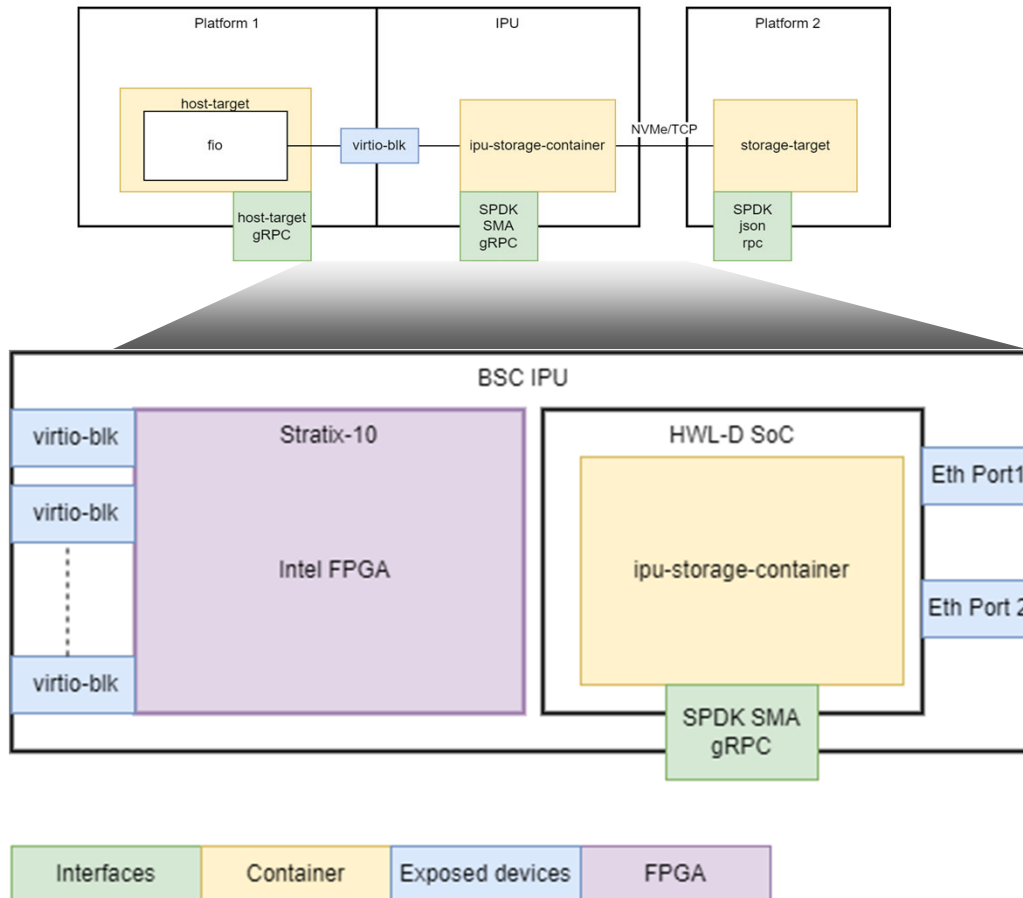 Platform 1
IPU
Platform 2
host-target
fio
virtio-blk
ipu-storage-container
NVMe/TCP
storage-target
host-target
gRPC
SPDK
SMA
gRPC
SPDK
json
rpc
BSC IPU
virtio-blk
virtio-blk
virtio-blk
Stratix-10
Intel FPGA
HWL-D SoC
ipu-storage-container
SPDK SMA
gRPC
Eth Port1
Eth Port 2
Interfaces
Container
Exposed devices
FPGA